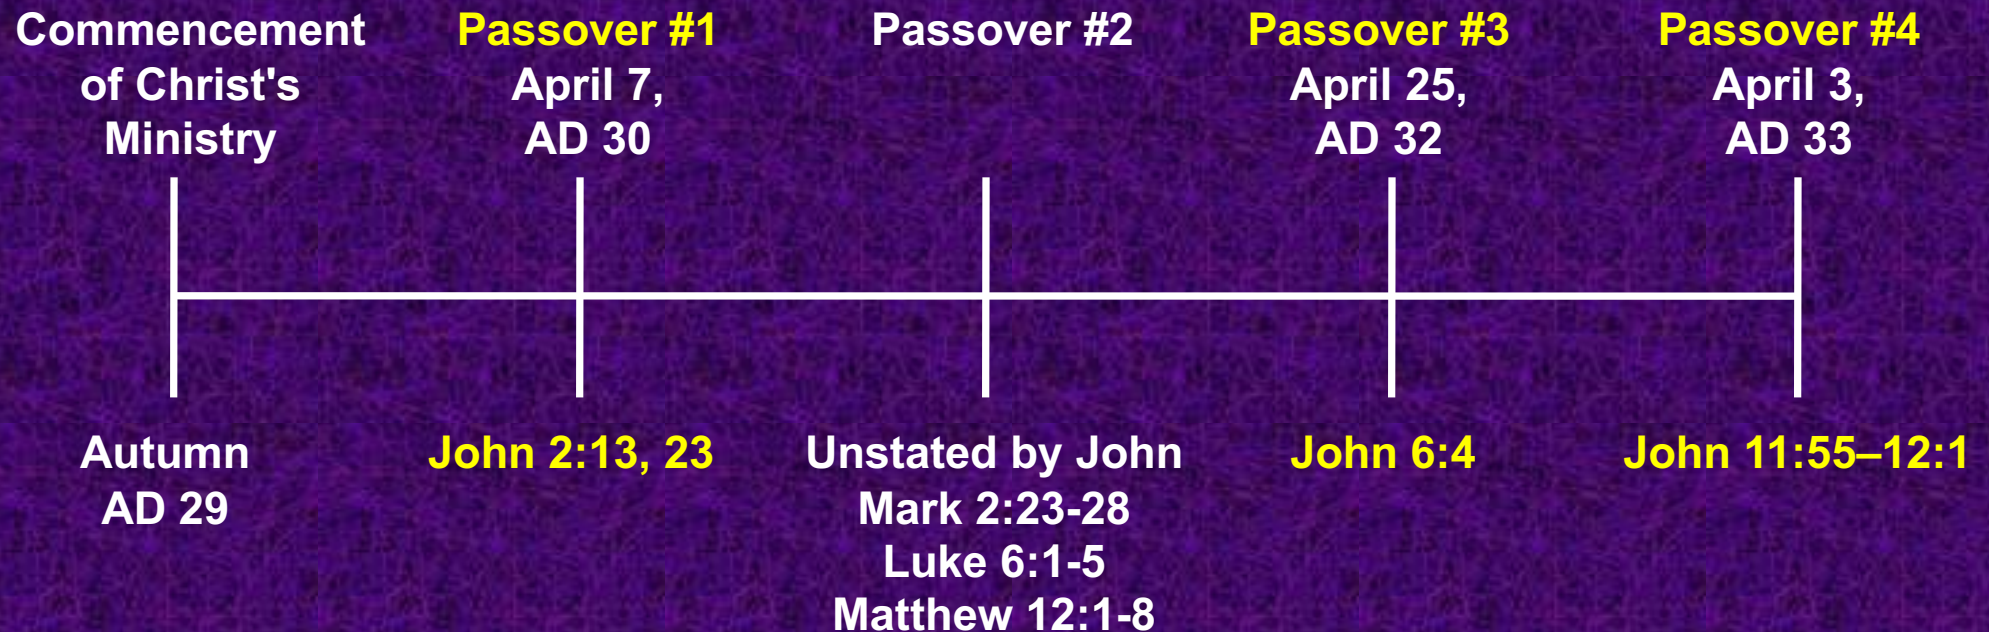 Commencement
of Christ's
Ministry
Passover #1
April 7,
AD 30
Passover #2
Passover #3
April 25,
AD 32
Passover #4
April 3,
AD 33
Autumn
AD 29
John 2:13, 23
Unstated by John
Mark 2:23-28
Luke 6:1-5
Matthew 12:1-8
John 6:4
John 11:55–12:1